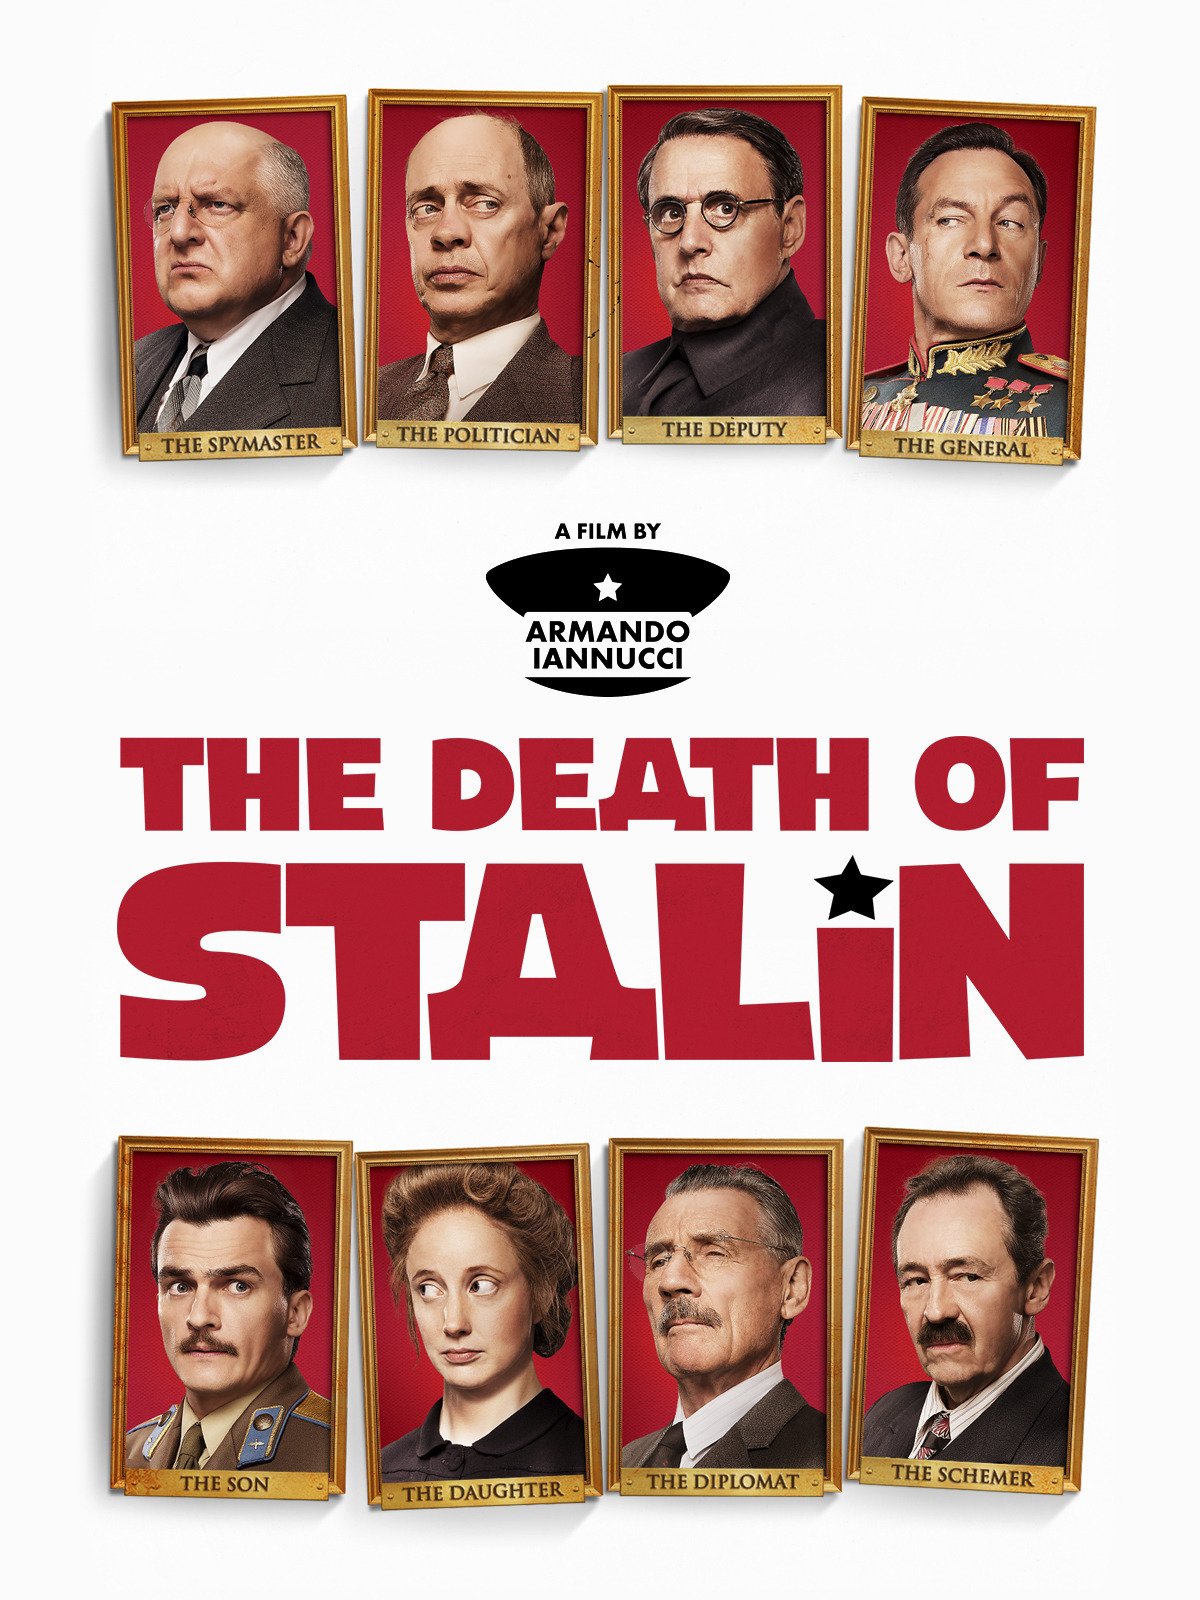 THE SPYMASTER
THE POLITICIAN
THE DEPUTY
THE GENERAL
A FILM BY
ARMANDO
IANNUCCI
THE DEATH OF
STALiN
THE SON
THE DAUGHTER
THE DIPLOMAT
THE SCHEMER